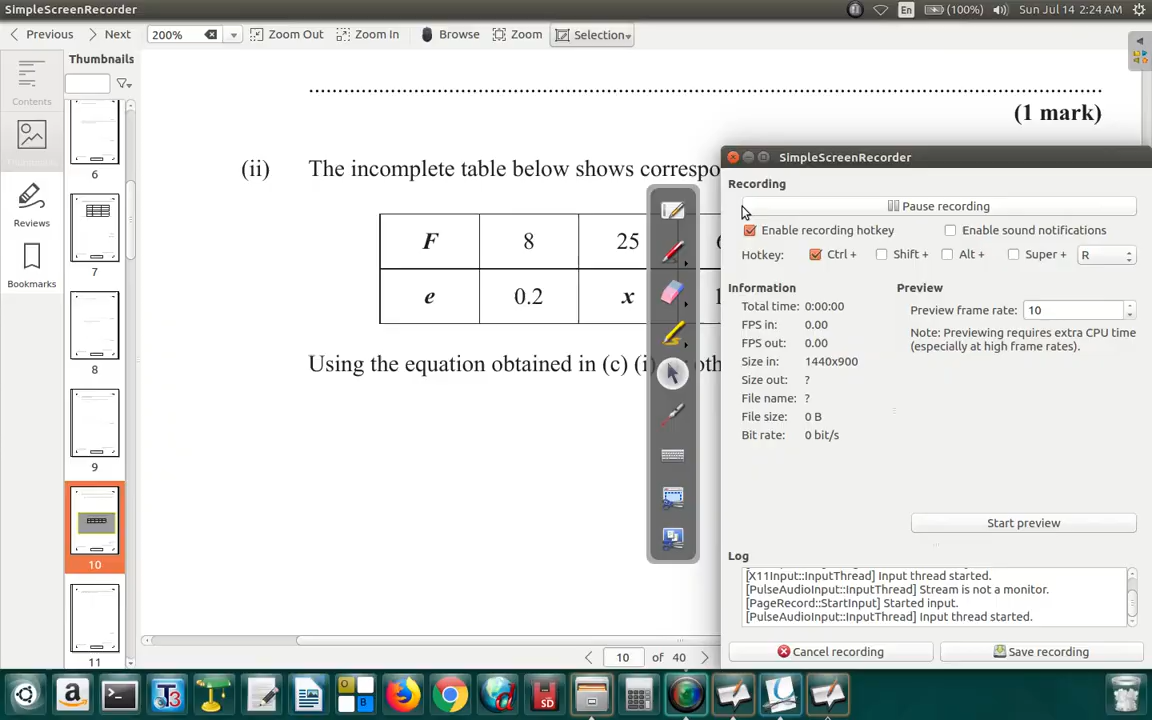 SimpleScreenRecorder
En
(100%)
Sun Jul 14 2:24 AM
Previous
Next
200%
Zoom Out
Zoom In
Browse
Zoom
Selection
Contents
Reviews
Bookmarks
Thumbnails
6
7
8
9
10
11
(1 mark)
(ii) The incomplete table below shows
F 8 25
e 0.2 x
Using the equation obtained in (c) (i)
10 of 40
SimpleScreenRecorder
Recording
Pause recording
Enable recording hotkey
Enable sound notifications
Hotkey: Ctrl + Shift + Alt + Super + R
Information
Total time: 0:00:00
FPS in: 0.00
FPS out: 0.00
Size in: 1440x900
Size out: ?
File name: ?
File size: 0 B
Bit rate: 0 bit/s
Preview
Preview frame rate: 10
Note: Previewing requires extra CPU time
(especially at high frame rates).
Start preview
Log
[X11Input::InputThread] Input thread started.
[PulseAudioInput::InputThread] Stream is not a monitor.
[PageRecord::StartInput] Started input.
[PulseAudioInput::InputThread] Input thread started.
Cancel recording
Save recording